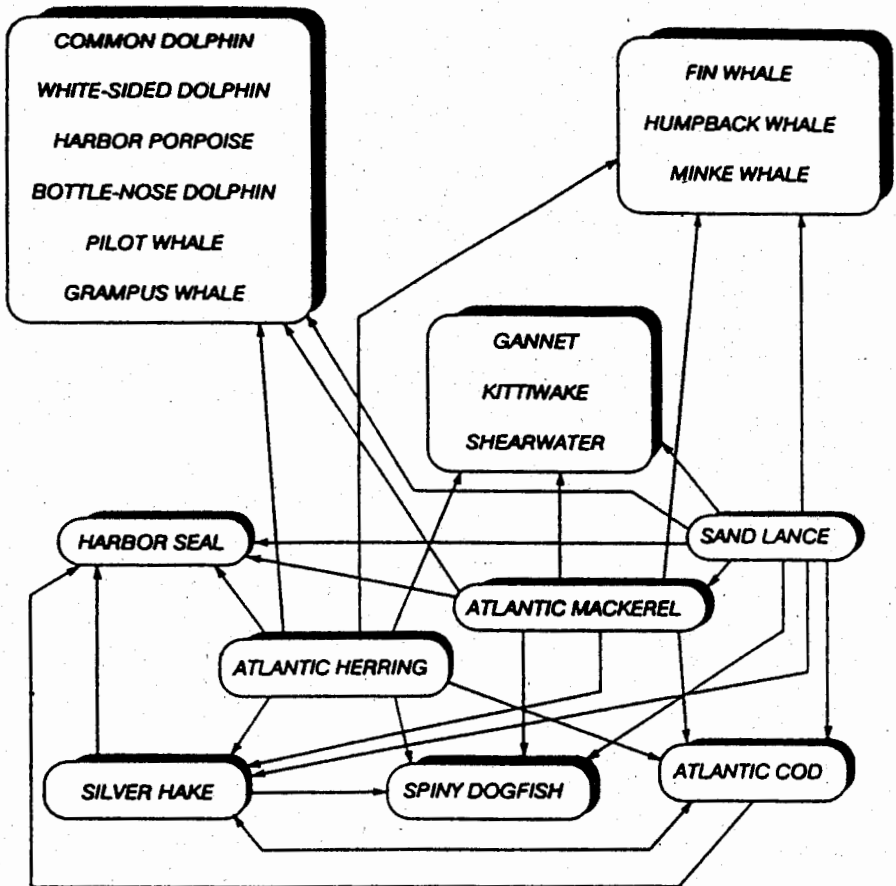 COMMON DOLPHIN
WHITE-SIDED DOLPHIN
HARBOR PORPOISE
BOTTLE-NOSE DOLPHIN
PILOT WHALE
GRAMPUS WHALE
FIN WHALE
HUMPBACK WHALE
MINKE WHALE
GANNET
KITTIWAKE
SHEARWATER
HARBOR SEAL
SAND LANCE
ATLANTIC MACKEREL
ATLANTIC HERRING
SILVER HAKE
SPINY DOGFISH
ATLANTIC COD